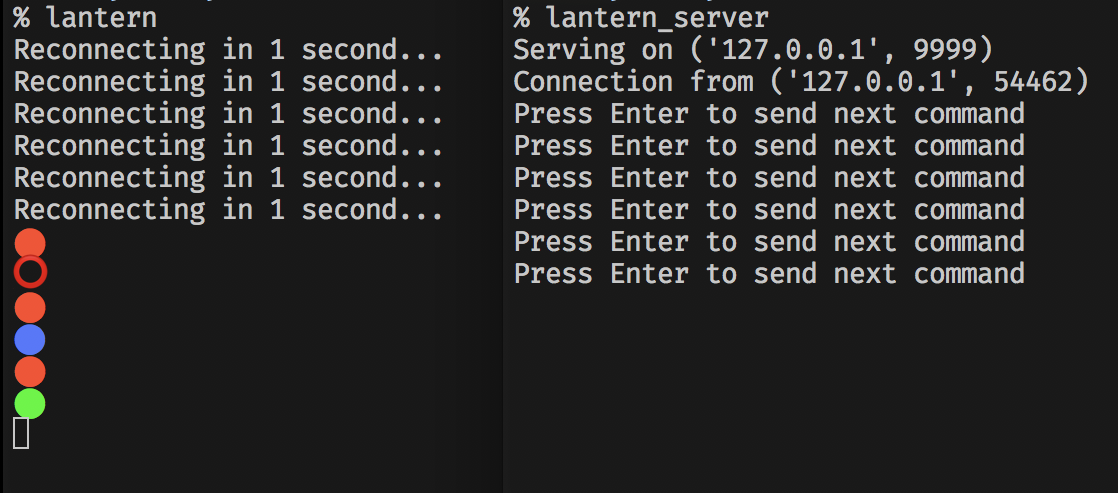 % lantern
Reconnecting in 1 second...
Reconnecting in 1 second...
Reconnecting in 1 second...
Reconnecting in 1 second...
Reconnecting in 1 second...
Reconnecting in 1 second...
% lantern_server
Serving on ('127.0.0.1', 9999)
Connection from ('127.0.0.1', 54462)
Press Enter to send next command
Press Enter to send next command
Press Enter to send next command
Press Enter to send next command
Press Enter to send next command
Press Enter to send next command